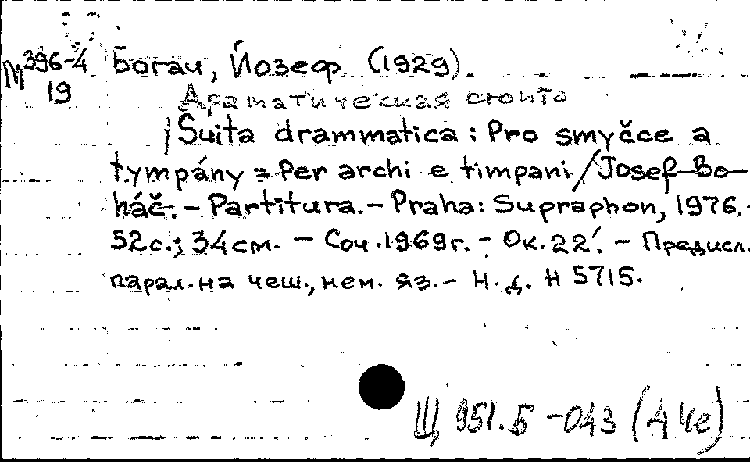 М 396-4
19
Богач, Йозеф (1929).
Драматическая сюита
Suita drammatica : Pro smyčce a
tympány = Per archi e timpani / Josef Bo-
háč. - Partitura. - Praha: Supraphon, 1976. -
52с.; 34см. - Соч. 1969г. - Ок. 22'. - Предисл.
парал. на чеш., нем. яз. - Н. д. H 5715.
Щ 951.5-043 (4Че)